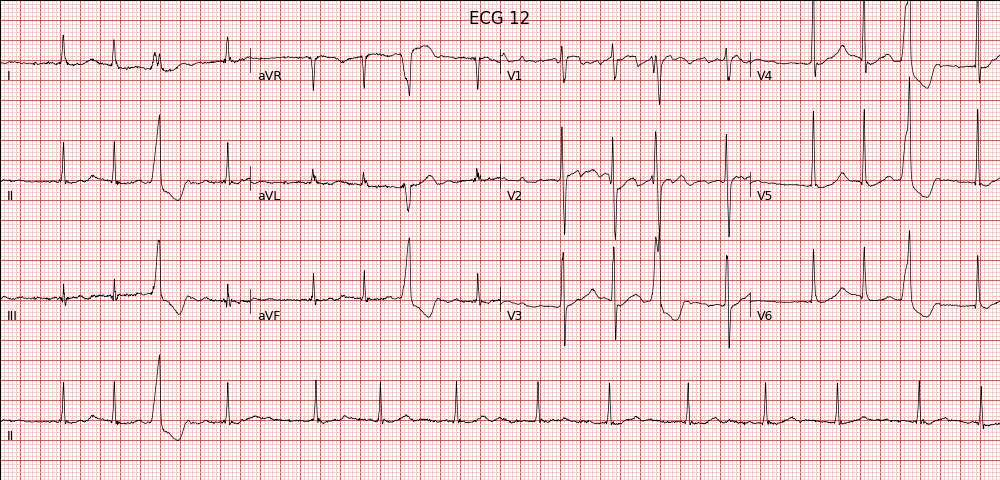 ECG 12
I aVR V1 V4
II aVL V2 V5
III aVF V3 V6
II